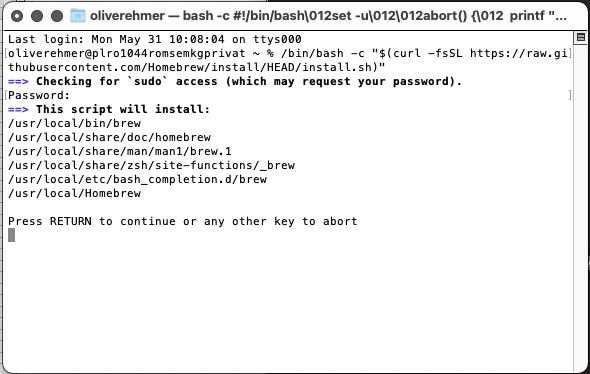 oliverehmer — bash -c #!/bin/bash\012set -u\012\012abort() {\012  printf "...
Last login: Mon May 31 10:08:04 on ttys000
[oliverehmer@plro1044romsemkgprivat ~ % /bin/bash -c "$(curl -fsSL https://raw.gi]
thubusercontent.com/Homebrew/install/HEAD/install.sh)"
==> Checking for `sudo` access (which may request your password).
[Password: ]
==> This script will install:
/usr/local/bin/brew
/usr/local/share/doc/homebrew
/usr/local/share/man/man1/brew.1
/usr/local/share/zsh/site-functions/_brew
/usr/local/etc/bash_completion.d/brew
/usr/local/Homebrew
Press RETURN to continue or any other key to abort